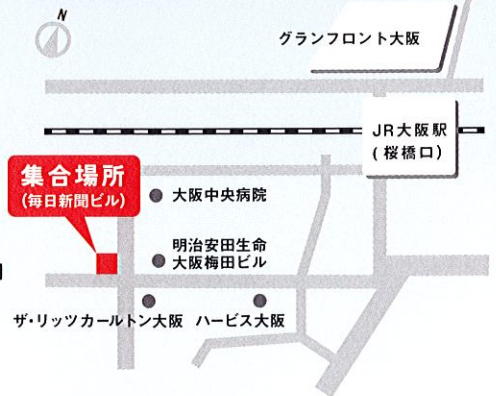 N
グランフロント大阪
JR大阪駅
(桜橋口)
集合場所
(毎日新聞ビル)
大阪中央病院
明治安田生命
大阪梅田ビル
ザ・リッツカールトン大阪
ハービス大阪